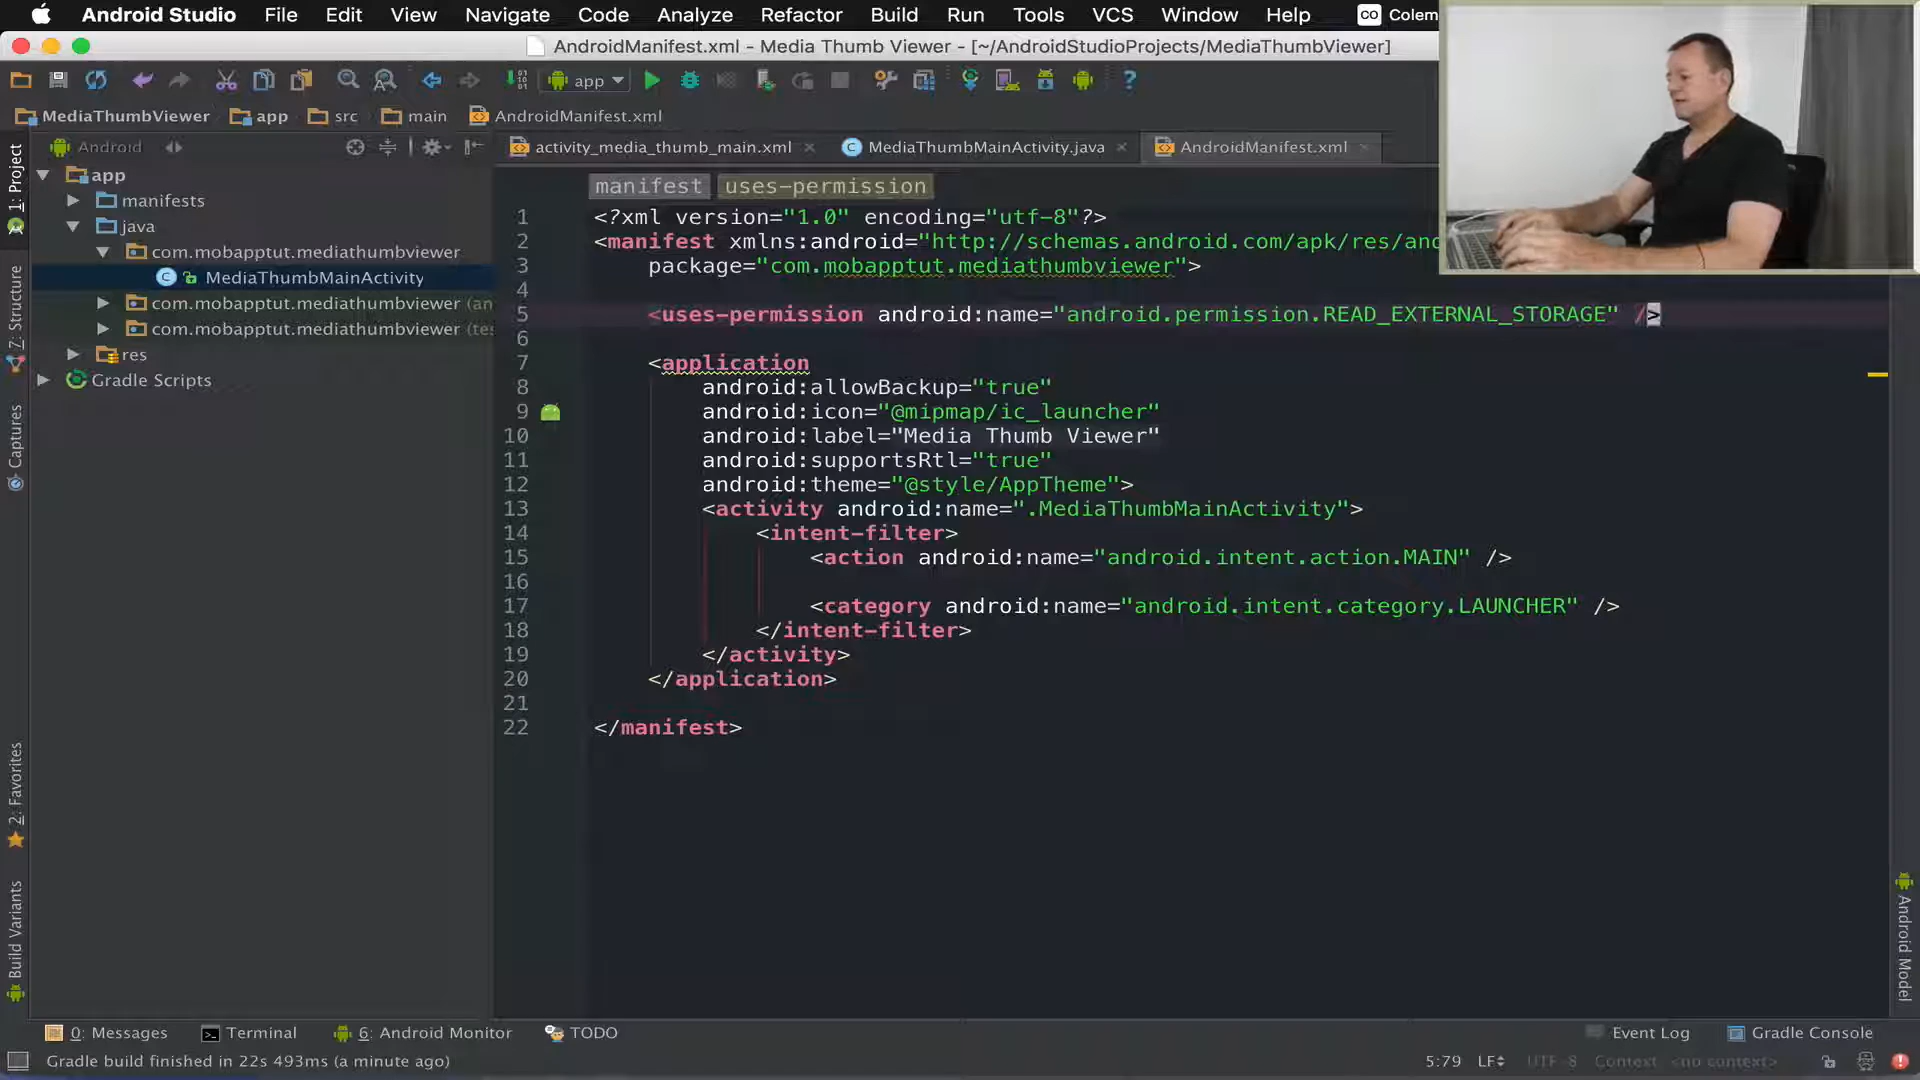 Android Studio File Edit View Navigate Code Analyze Refactor Build Run Tools VCS Window Help CO Colem
AndroidManifest.xml - Media Thumb Viewer - [~/AndroidStudioProjects/MediaThumbViewer]
app
MediaThumbViewer app src main AndroidManifest.xml
Android
activity_media_thumb_main.xml MediaThumbMainActivity.java AndroidManifest.xml
app
manifests
java
com.mobapptut.mediathumbviewer
MediaThumbMainActivity
com.mobapptut.mediathumbviewer (an
com.mobapptut.mediathumbviewer (tes
res
Gradle Scripts
1: Project
7: Structure
Captures
2: Favorites
Build Variants
manifest uses-permission
1 <?xml version="1.0" encoding="utf-8"?>
2 <manifest xmlns:android="http://schemas.android.com/apk/res/and
3 package="com.mobapptut.mediathumbviewer">
4
5 <uses-permission android:name="android.permission.READ_EXTERNAL_STORAGE" />
6
7 <application
8 android:allowBackup="true"
9 android:icon="@mipmap/ic_launcher"
10 android:label="Media Thumb Viewer"
11 android:supportsRtl="true"
12 android:theme="@style/AppTheme">
13 <activity android:name=".MediaThumbMainActivity">
14 <intent-filter>
15 <action android:name="android.intent.action.MAIN" />
16
17 <category android:name="android.intent.category.LAUNCHER" />
18 </intent-filter>
19 </activity>
20 </application>
21
22 </manifest>
Android Model
0: Messages Terminal 6: Android Monitor TODO Event Log Gradle Console
Gradle build finished in 22s 493ms (a minute ago) 5:79 LF UTF-8 Context: <no context>